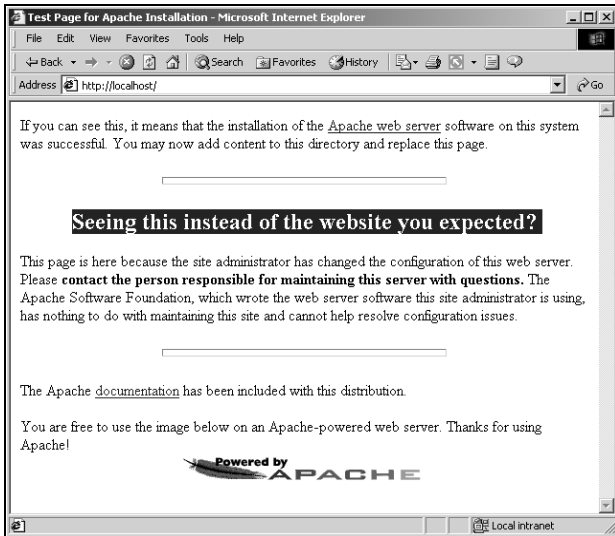 Test Page for Apache Installation - Microsoft Internet Explorer
File Edit View Favorites Tools Help
Back Search Favorites History
Address http://localhost/ Go
If you can see this, it means that the installation of the Apache web server software on this system
was successful. You may now add content to this directory and replace this page.
Seeing this instead of the website you expected?
This page is here because the site administrator has changed the configuration of this web server.
Please contact the person responsible for maintaining this server with questions. The
Apache Software Foundation, which wrote the web server software this site administrator is using,
has nothing to do with maintaining this site and cannot help resolve configuration issues.
The Apache documentation has been included with this distribution.
You are free to use the image below on an Apache-powered web server. Thanks for using
Apache!
Powered by
APACHE
Local intranet